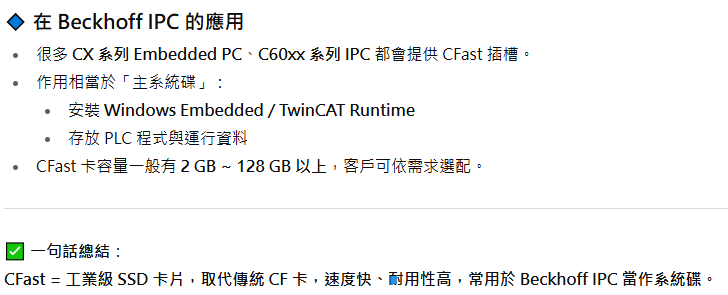 在 Beckhoff IPC 的應用
很多 CX 系列 Embedded PC、C60xx 系列 IPC 都會提供 CFast 插槽。
作用相當於「主系統碟」：
安裝 Windows Embedded / TwinCAT Runtime
存放 PLC 程式與運行資料
CFast 卡容量一般有 2 GB ~ 128 GB 以上，客戶可依需求選配。
一句話總結：
CFast = 工業級 SSD 卡片，取代傳統 CF 卡，速度快、耐用性高，常用於 Beckhoff IPC 當作系統碟。